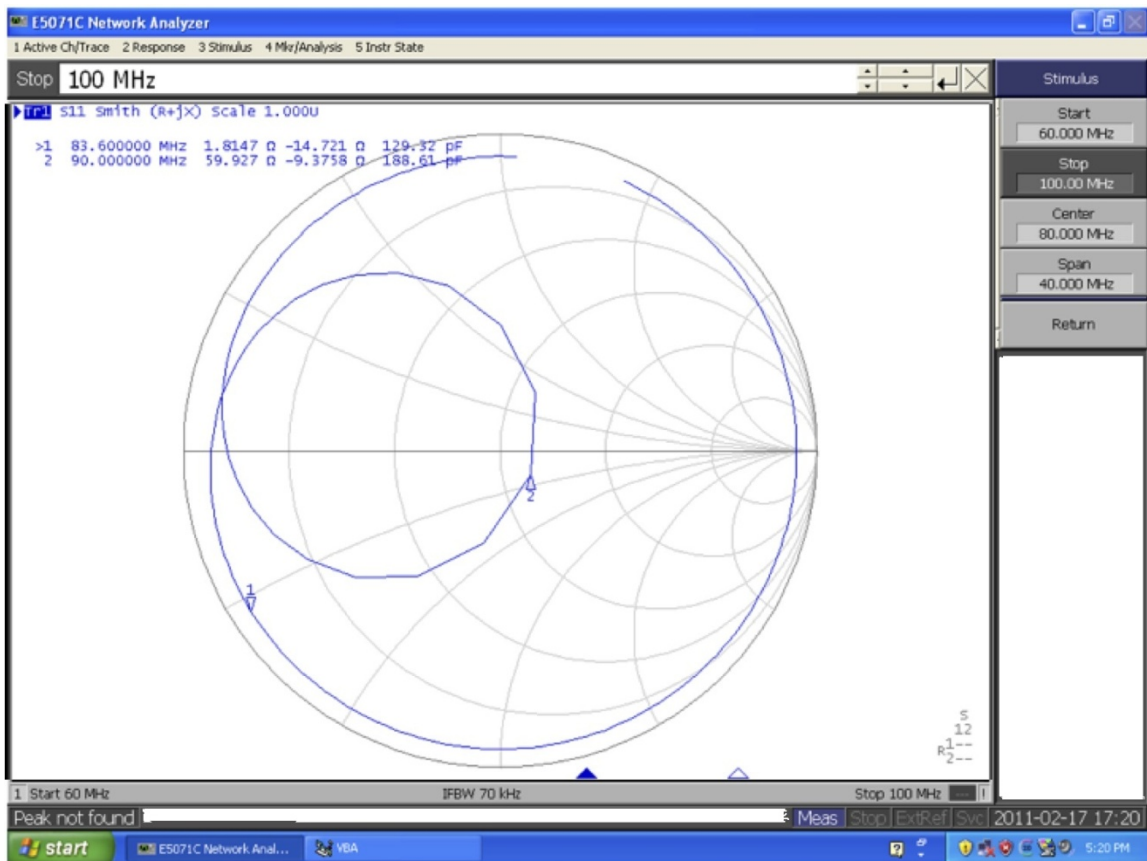 E5071C Network Analyzer
1 Active Ch/Trace 2 Response 3 Stimulus 4 Mkr/Analysis 5 Instr State
Stop 100 MHz
Tr1 S11 Smith (R+jX) Scale 1.000U
>1 83.600000 MHz 1.8147 Ω -14.721 Ω 129.32 pF
2 90.000000 MHz 59.927 Ω -9.3758 Ω 188.61 pF
1
2
S
12
R1--
2--
Stimulus
Start
60.000 MHz
Stop
100.00 MHz
Center
80.000 MHz
Span
40.000 MHz
Return
1 Start 60 MHz IFBW 70 kHz Stop 100 MHz --- !
Peak not found Meas Stop ExtRef Svc 2011-02-17 17:20
start E5071C Network Anal... VBA 5:20 PM